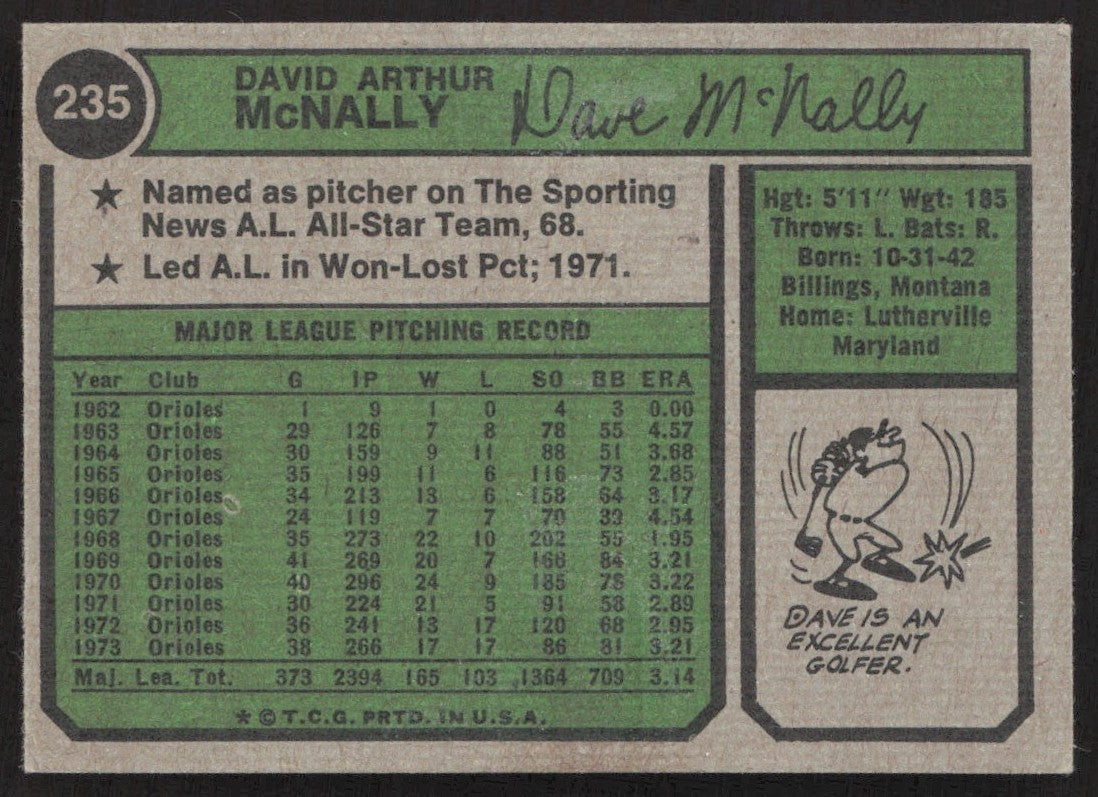 235
DAVID ARTHUR
McNALLY
Dave McNally
★ Named as pitcher on The Sporting
News A.L. All-Star Team, 68.
★ Led A.L. in Won-Lost Pct; 1971.
Hgt: 5'11" Wgt: 185
Throws: L. Bats: R.
Born: 10-31-42
Billings, Montana
Home: Lutherville
Maryland
MAJOR LEAGUE PITCHING RECORD
Year Club G IP W L SO BB ERA
1962 Orioles 1 9 1 0 4 3 0.00
1963 Orioles 29 126 7 8 78 55 4.57
1964 Orioles 30 159 9 11 88 51 3.68
1965 Orioles 35 199 11 6 116 73 2.85
1966 Orioles 34 213 13 6 158 64 3.17
1967 Orioles 24 119 7 7 70 39 4.54
1968 Orioles 35 273 22 10 202 55 1.95
1969 Orioles 41 269 20 7 166 84 3.21
1970 Orioles 40 296 24 9 185 78 3.22
1971 Orioles 30 224 21 5 91 58 2.89
1972 Orioles 36 241 13 17 120 68 2.95
1973 Orioles 38 266 17 17 86 81 3.21
Maj. Lea. Tot. 373 2394 165 103 1364 709 3.14
* © T.C.G. PRTD. IN U.S.A.
DAVE IS AN
EXCELLENT
GOLFER.